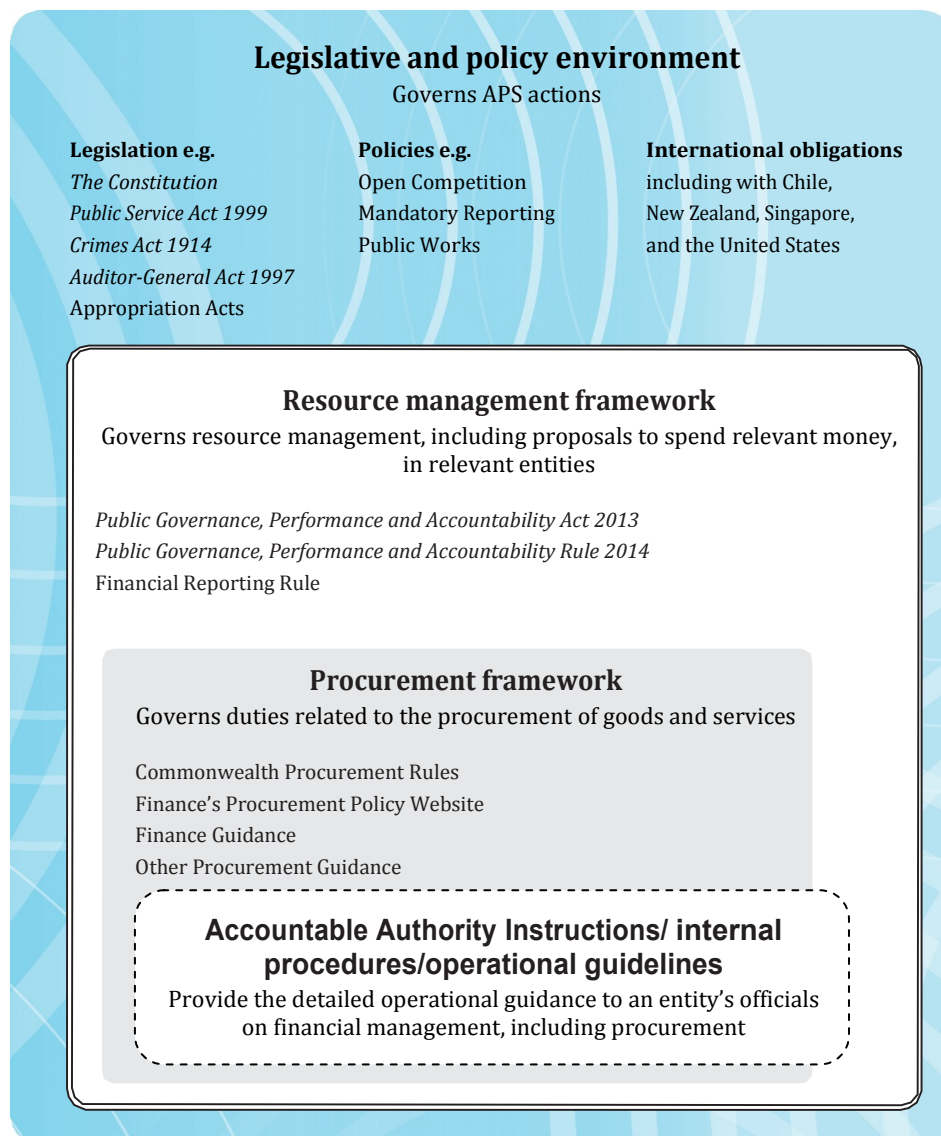 Legislative and policy environment
Governs APS actions
Legislation e.g.
The Constitution
Public Service Act 1999
Crimes Act 1914
Auditor-General Act 1997
Appropriation Acts
Policies e.g.
Open Competition
Mandatory Reporting
Public Works
International obligations
including with Chile,
New Zealand, Singapore,
and the United States
Resource management framework
Governs resource management, including proposals to spend relevant money,
in relevant entities
Public Governance, Performance and Accountability Act 2013
Public Governance, Performance and Accountability Rule 2014
Financial Reporting Rule
Procurement framework
Governs duties related to the procurement of goods and services
Commonwealth Procurement Rules
Finance’s Procurement Policy Website
Finance Guidance
Other Procurement Guidance
Accountable Authority Instructions/ internal
procedures/operational guidelines
Provide the detailed operational guidance to an entity’s officials
on financial management, including procurement